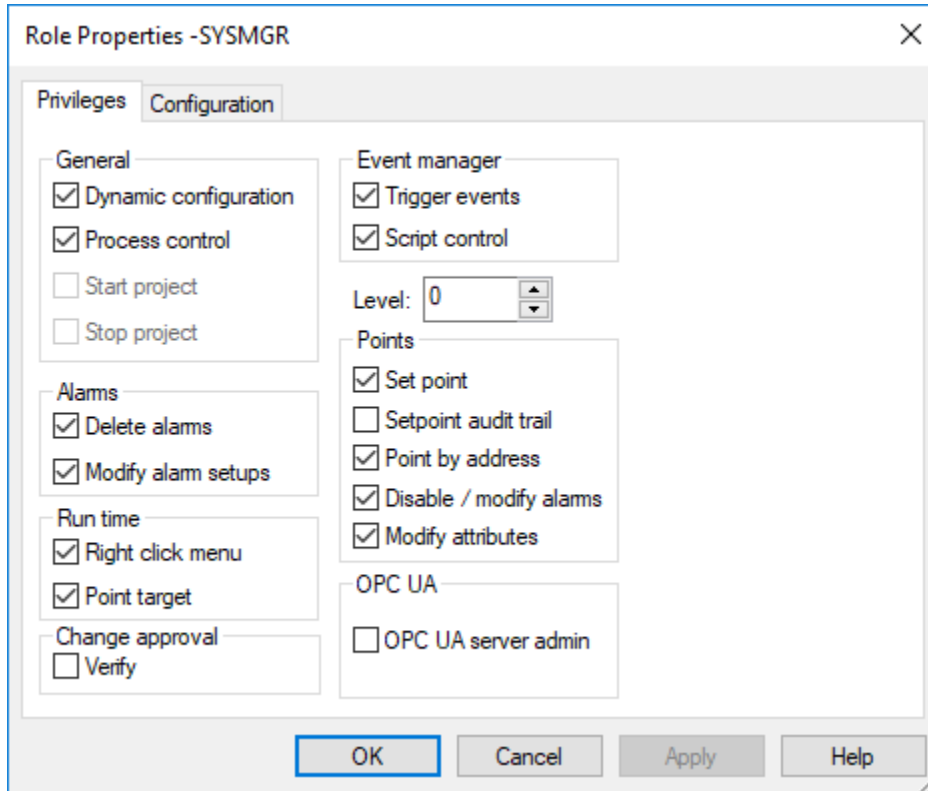 Role Properties -SYSMGR
Privileges
Configuration
General
Dynamic configuration
Process control
Start project
Stop project
Alarms
Delete alarms
Modify alarm setups
Run time
Right click menu
Point target
Change approval
Verify
Event manager
Trigger events
Script control
Level: 0
Points
Set point
Setpoint audit trail
Point by address
Disable / modify alarms
Modify attributes
OPC UA
OPC UA server admin
OK
Cancel
Apply
Help